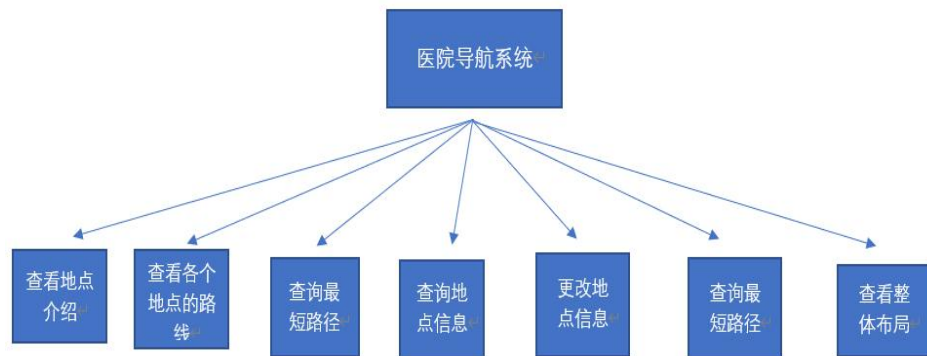 医院导航系统
查看地点
介绍
查看各个
地点的路
线
查询最
短路径
查询地
点信息
更改地
点信息
查询最
短路径
查看整
体布局